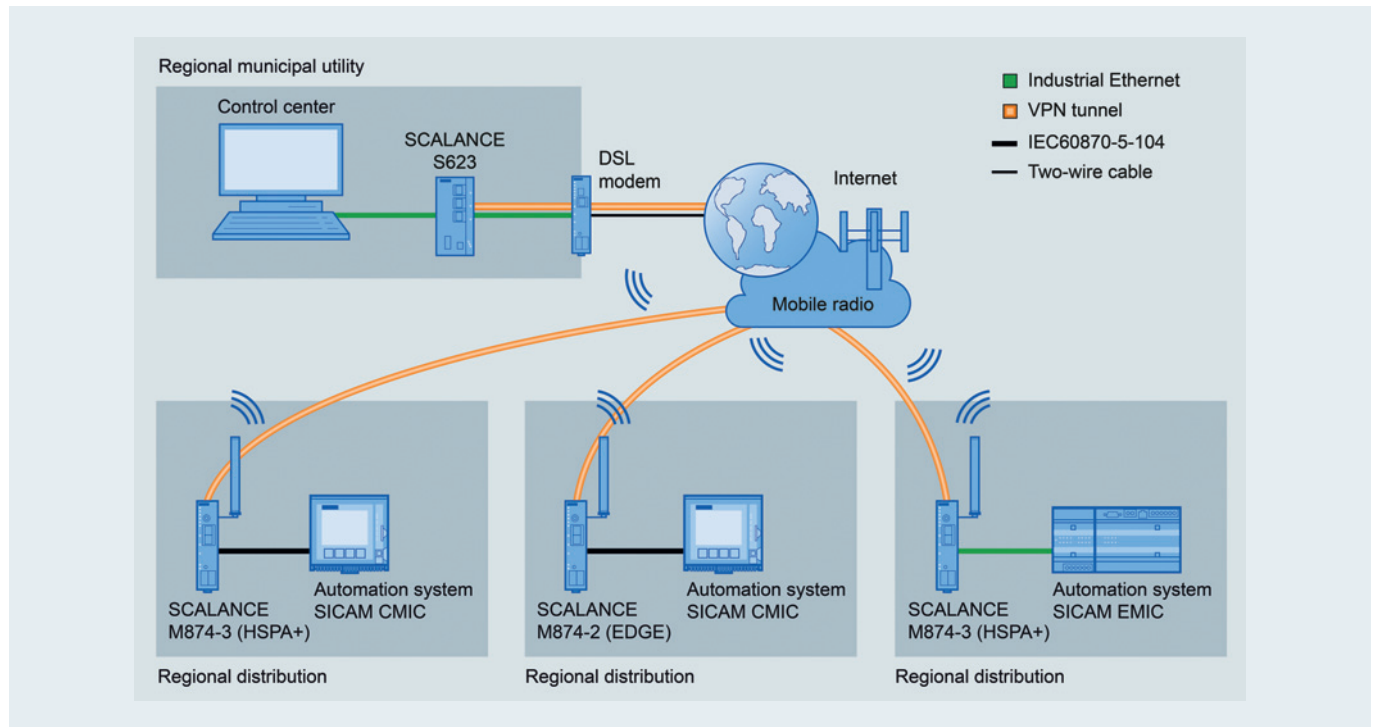 Regional municipal utility
Control center
SCALANCE
S623
DSL
modem
Internet
Mobile radio
Industrial Ethernet
VPN tunnel
IEC60870-5-104
Two-wire cable
SCALANCE
M874-3 (HSPA+)
Automation system
SICAM CMIC
Regional distribution
SCALANCE
M874-2 (EDGE)
Automation system
SICAM CMIC
Regional distribution
SCALANCE
M874-3 (HSPA+)
Automation system
SICAM EMIC
Regional distribution